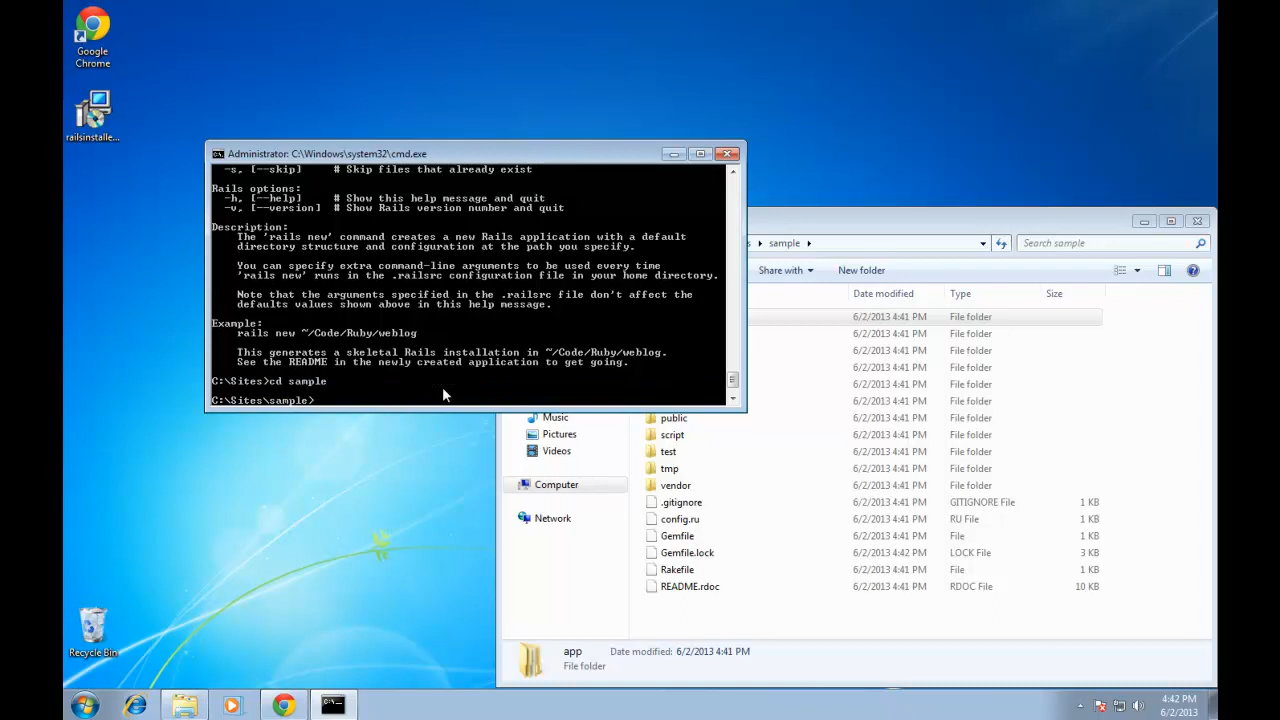 Google
Chrome
railsinstalle...
Recycle Bin
Administrator: C:\Windows\system32\cmd.exe
-s, [--skip]     # Skip files that already exist
Rails options:
-h, [--help]     # Show this help message and quit
-v, [--version]  # Show Rails version number and quit
Description:
The 'rails new' command creates a new Rails application with a default
directory structure and configuration at the path you specify.
You can specify extra command-line arguments to be used every time
'rails new' runs in the .railsrc configuration file in your home directory.
Note that the arguments specified in the .railsrc file don't affect the
defaults values shown above in this help message.
Example:
rails new ~/Code/Ruby/weblog
This generates a skeletal Rails installation in ~/Code/Ruby/weblog.
See the README in the newly created application to get going.
C:\Sites>cd sample
C:\Sites\sample>
s ▸ sample ▸
Search sample
Share with
New folder
Date modified Type Size
6/2/2013 4:41 PM File folder
6/2/2013 4:41 PM File folder
6/2/2013 4:41 PM File folder
6/2/2013 4:41 PM File folder
6/2/2013 4:41 PM File folder
6/2/2013 4:41 PM File folder
public 6/2/2013 4:41 PM File folder
script 6/2/2013 4:41 PM File folder
test 6/2/2013 4:41 PM File folder
tmp 6/2/2013 4:41 PM File folder
vendor 6/2/2013 4:41 PM File folder
.gitignore 6/2/2013 4:41 PM GITIGNORE File 1 KB
config.ru 6/2/2013 4:41 PM RU File 1 KB
Gemfile 6/2/2013 4:41 PM File 1 KB
Gemfile.lock 6/2/2013 4:42 PM LOCK File 3 KB
Rakefile 6/2/2013 4:41 PM File 1 KB
README.rdoc 6/2/2013 4:41 PM RDOC File 10 KB
Music
Pictures
Videos
Computer
Network
app Date modified: 6/2/2013 4:41 PM
File folder
4:42 PM
6/2/2013